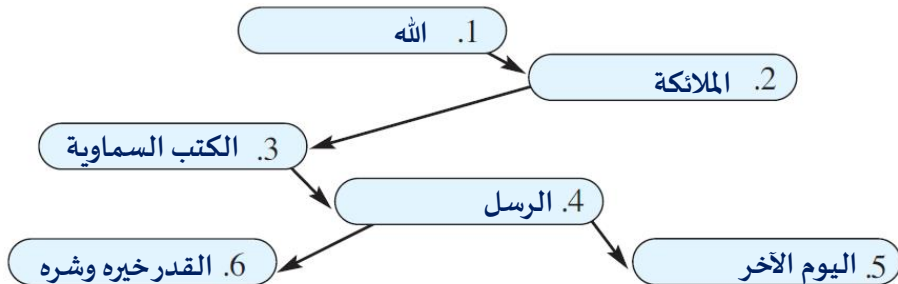 1. الله
2. الملائكة
3. الكتب السماوية
4. الرسل
5. اليوم الآخر
6. القدر خيره وشره